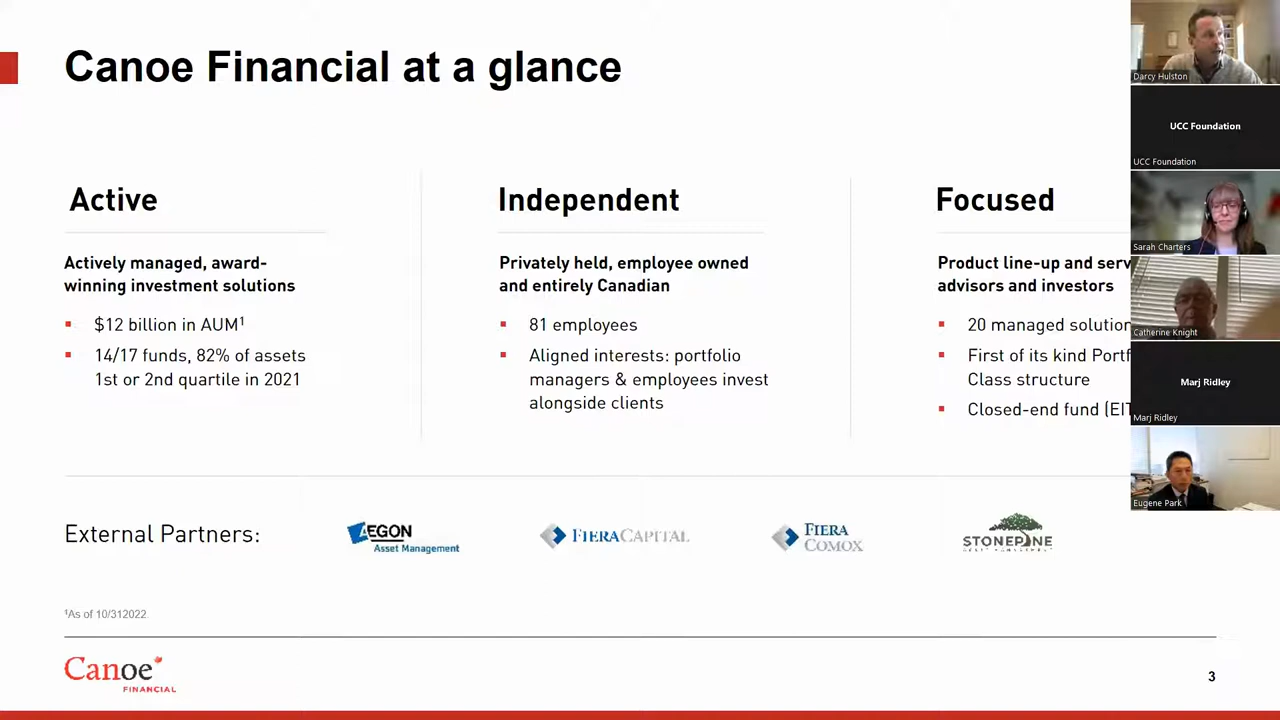 Canoe Financial at a glance
Active
Actively managed, award-
winning investment solutions
$12 billion in AUM¹
14/17 funds, 82% of assets
1st or 2nd quartile in 2021
Independent
Privately held, employee owned
and entirely Canadian
81 employees
Aligned interests: portfolio
managers & employees invest
alongside clients
Focused
Product line-up and serv
advisors and investors
20 managed solution
First of its kind Portf
Class structure
Closed-end fund (EIT
External Partners:
AEGON
Asset Management
FIERACAPITAL
FIERA
COMOX
STONEPINE
ASSET MANAGEMENT
¹As of 10/312022
Canoe
FINANCIAL
3
Darcy Hulston
UCC Foundation
UCC Foundation
Sarah Charters
Catherine Knight
Marj Ridley
Marj Ridley
Eugene Park